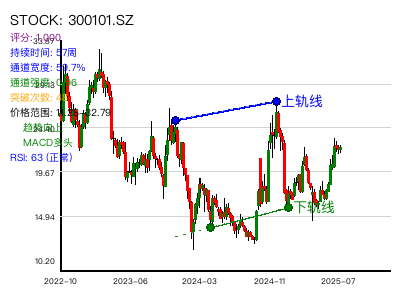 STOCK: 300101.SZ
评分: 1.000
持续时间: 57周
通道宽度: 59.7%
通道强度:
突破次数:
价格范围:
趋势向上
MACD多头
RSI: 63 (正常)
上轨线
下轨线
33.87
19.67
14.94
10.20
2022-10
2023-06
2024-03
2024-11
2025-07